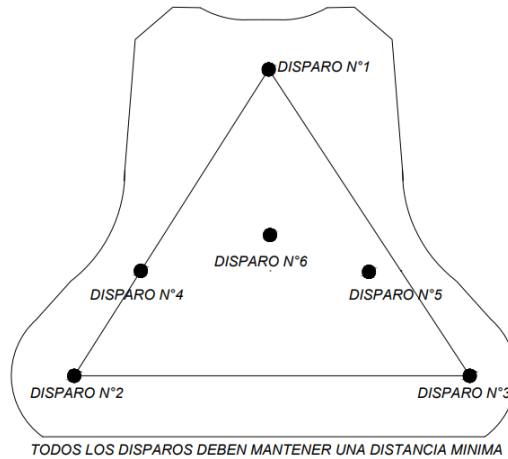 DISPARO N°1
DISPARO N°6
DISPARO N°4
DISPARO N°5
DISPARO N°2
DISPARO N°3
TODOS LOS DISPAROS DEBEN MANTENER UNA DISTANCIA MINIMA